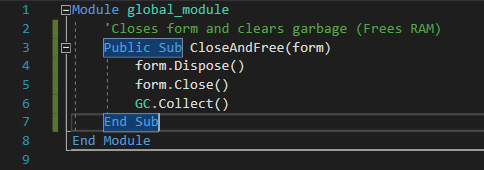 1 Module global_module
2 'Closes form and clears garbage (Frees RAM)
3 Public Sub CloseAndFree(form)
4 form.Dispose()
5 form.Close()
6 GC.Collect()
7 End Sub
8 End Module
9